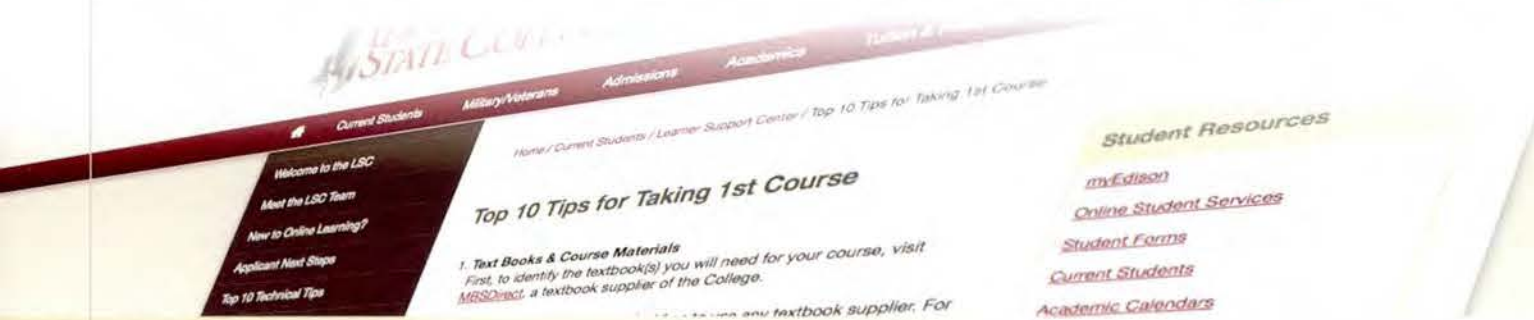 STATE
Current Students
Military/Veterans
Admissions
Academics
Tuition &
Home / Current Students / Learner Support Center / Top 10 Tips for Taking 1st Course
Welcome to the LSC
Meet the LSC Team
New to Online Learning?
Applicant Next Steps
Top 10 Technical Tips
Top 10 Tips for Taking 1st Course
1. Text Books & Course Materials
First, to identify the textbook(s) you will need for your course, visit
MBSDirect, a textbook supplier of the College.
any textbook supplier. For
Student Resources
myEdison
Online Student Services
Student Forms
Current Students
Academic Calendars